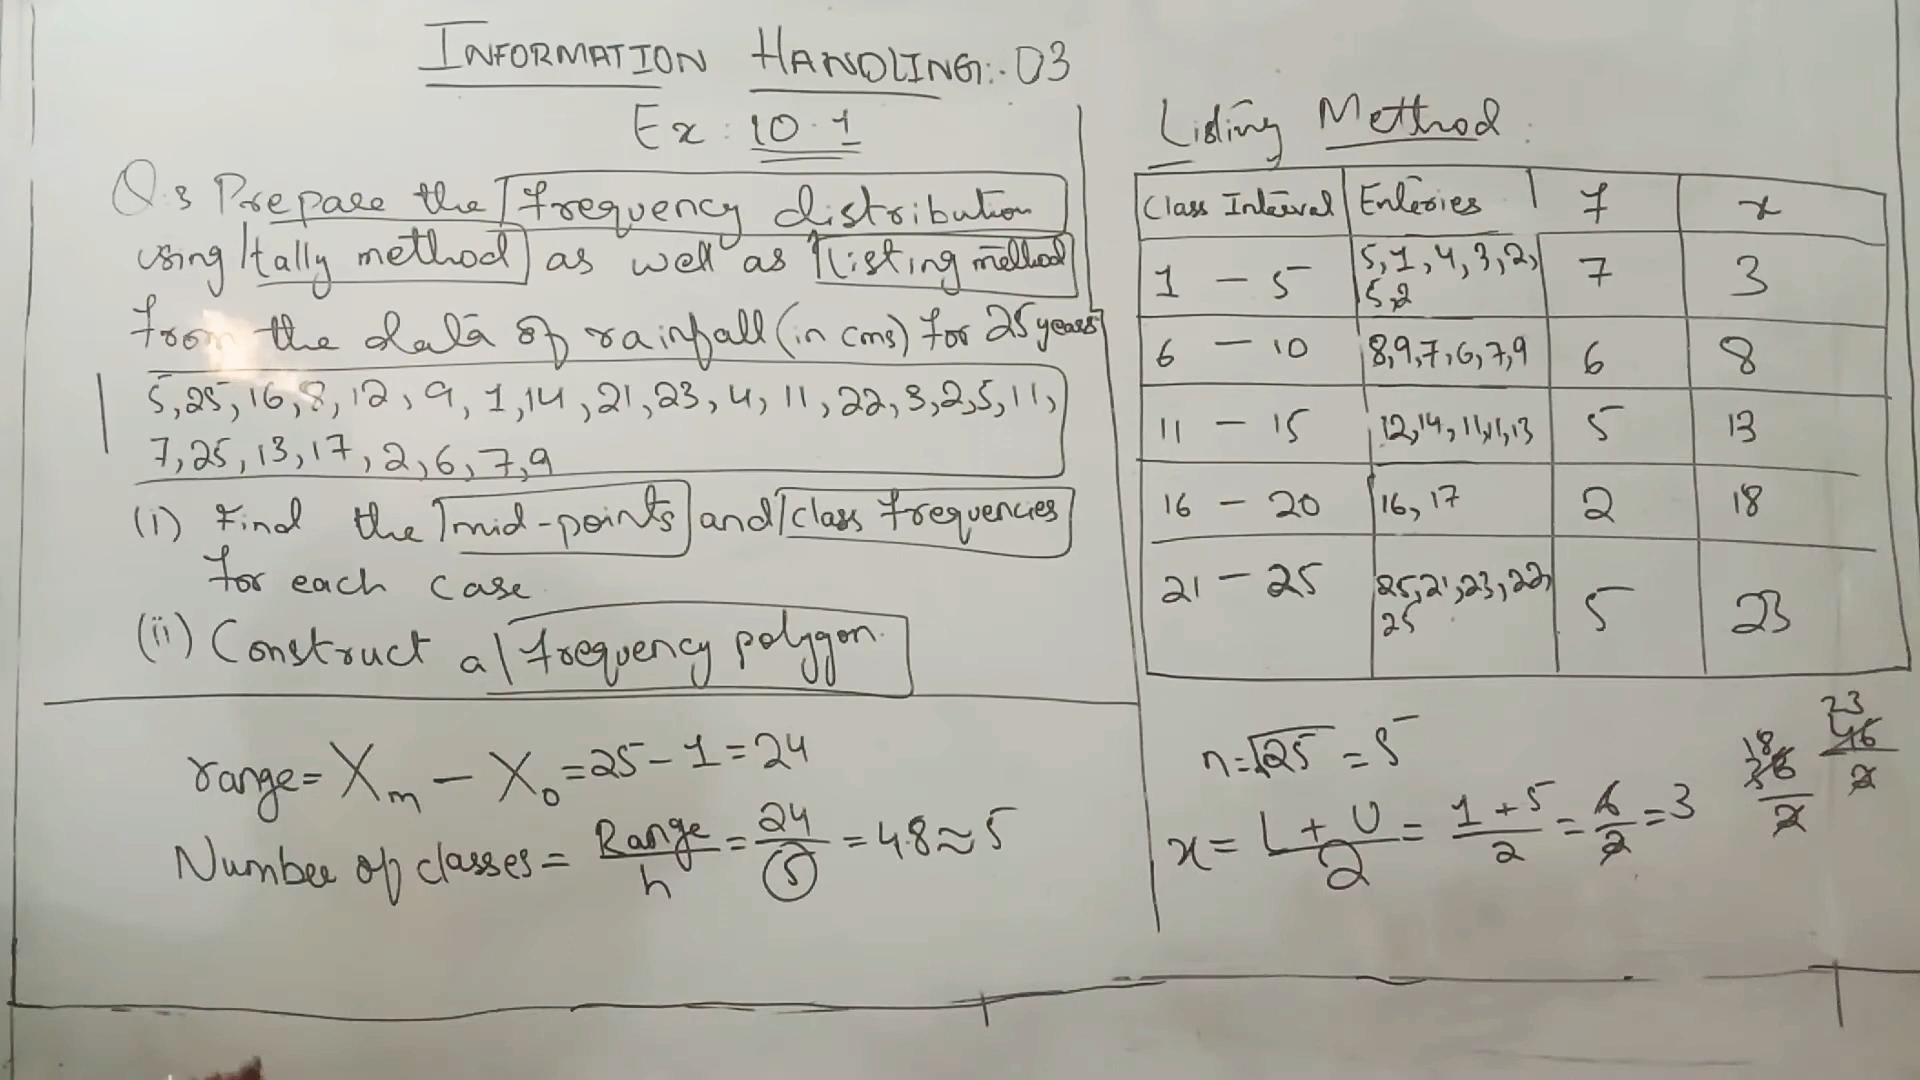 INFORMATION HANDLING:- 03
Ex: 10.1
Q.3 Prepare the frequency distribution
using tally method as well as listing method
from the data of rainfall (in cms) for 25 years
5,25,16,8,12,9,1,14,21,23,4,11,22,3,2,5,11,
7,25,13,17,2,6,7,9
(i) Find the mid-points and class frequencies
for each case
(ii) Construct a frequency polygon.
range = Xm - X0 = 25 - 1 = 24
Number of classes = Range/h = 24/5 = 4.8 ≈ 5
Listing Method:
Class Interval Enteries f x
1 - 5 5,1,4,3,2, 7 3
5,2
6 - 10 8,9,7,6,7,9 6 8
11 - 15 12,14,11,11,13 5 13
16 - 20 16,17 2 18
21 - 25 25,21,23,22, 5 23
25
n = √25 = 5
x = L + U/2 = 1 + 5/2 = 6/2 = 3
18 36/2
23 46/2